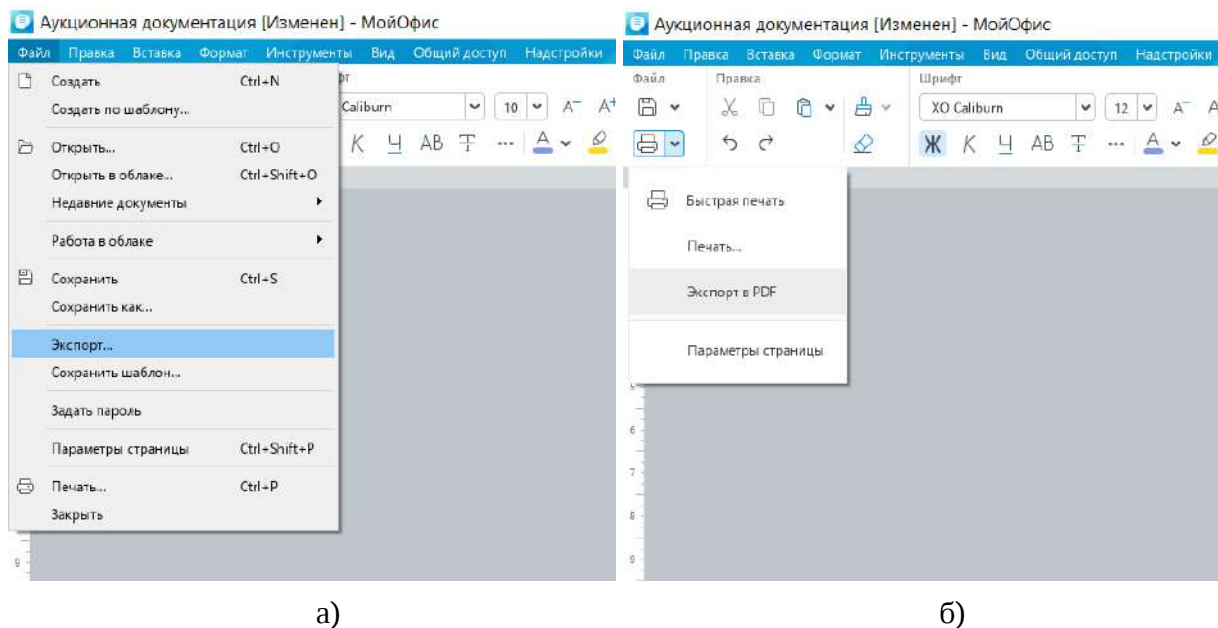 Аукционная документация [Изменен] - МойОфис
Файл Правка Вставка Формат Инструменты Вид Общий доступ Надстройки
Создать Ctrl+N
Создать по шаблону...
Открыть... Ctrl+O
Открыть в облаке... Ctrl+Shift+O
Недавние документы
Работа в облаке
Сохранить Ctrl+S
Сохранить как...
Экспорт...
Сохранить шаблон...
Задать пароль
Параметры страницы Ctrl+Shift+P
Печать... Ctrl+P
Закрыть
Caliburn 10 A⁻ A⁺
К Ч АВ Т ... А
9
а)
Аукционная документация [Изменен] - МойОфис
Файл Правка Вставка Формат Инструменты Вид Общий доступ Надстройки
Файл Правка Шрифт
XO Caliburn 12 A⁻ A
Ж К Ч АВ Т ... А
Быстрая печать
Печать...
Экспорт в PDF
Параметры страницы
5
6
7
8
9
б)